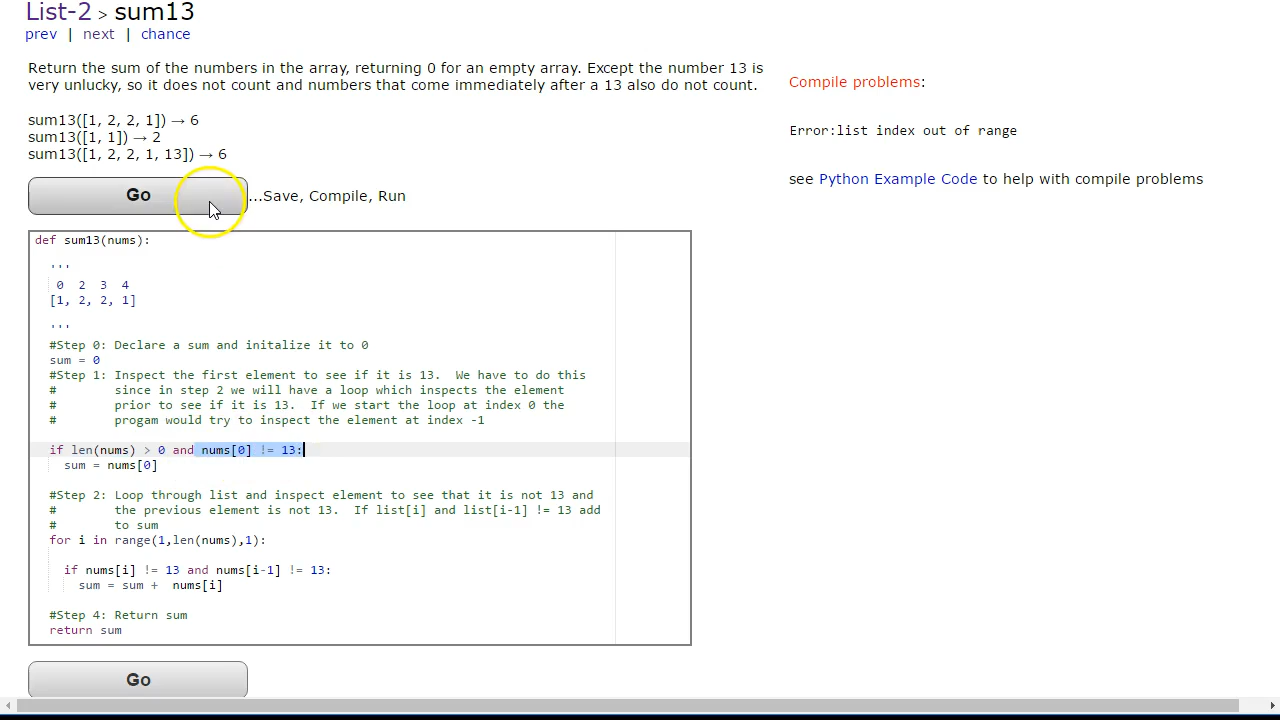 List-2 > sum13
prev | next | chance
Return the sum of the numbers in the array, returning 0 for an empty array. Except the number 13 is
very unlucky, so it does not count and numbers that come immediately after a 13 also do not count.
sum13([1, 2, 2, 1]) → 6
sum13([1, 1]) → 2
sum13([1, 2, 2, 1, 13]) → 6
Go ...Save, Compile, Run
def sum13(nums):
'''
0 2 3 4
[1, 2, 2, 1]
'''
#Step 0: Declare a sum and initalize it to 0
sum = 0
#Step 1: Inspect the first element to see if it is 13. We have to do this
# since in step 2 we will have a loop which inspects the element
# prior to see if it is 13. If we start the loop at index 0 the
# progam would try to inspect the element at index -1
if len(nums) > 0 and nums[0] != 13:
sum = nums[0]
#Step 2: Loop through list and inspect element to see that it is not 13 and
# the previous element is not 13. If list[i] and list[i-1] != 13 add
# to sum
for i in range(1,len(nums),1):
if nums[i] != 13 and nums[i-1] != 13:
sum = sum + nums[i]
#Step 4: Return sum
return sum
Go
Compile problems:
Error:list index out of range
see Python Example Code to help with compile problems